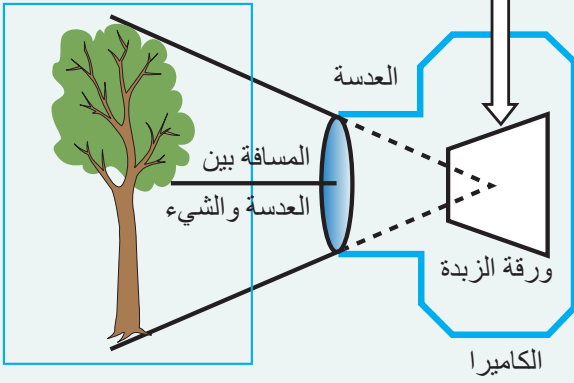 العدسة
المسافة بين
العدسة والشيء
ورقة الزبدة
الكاميرا